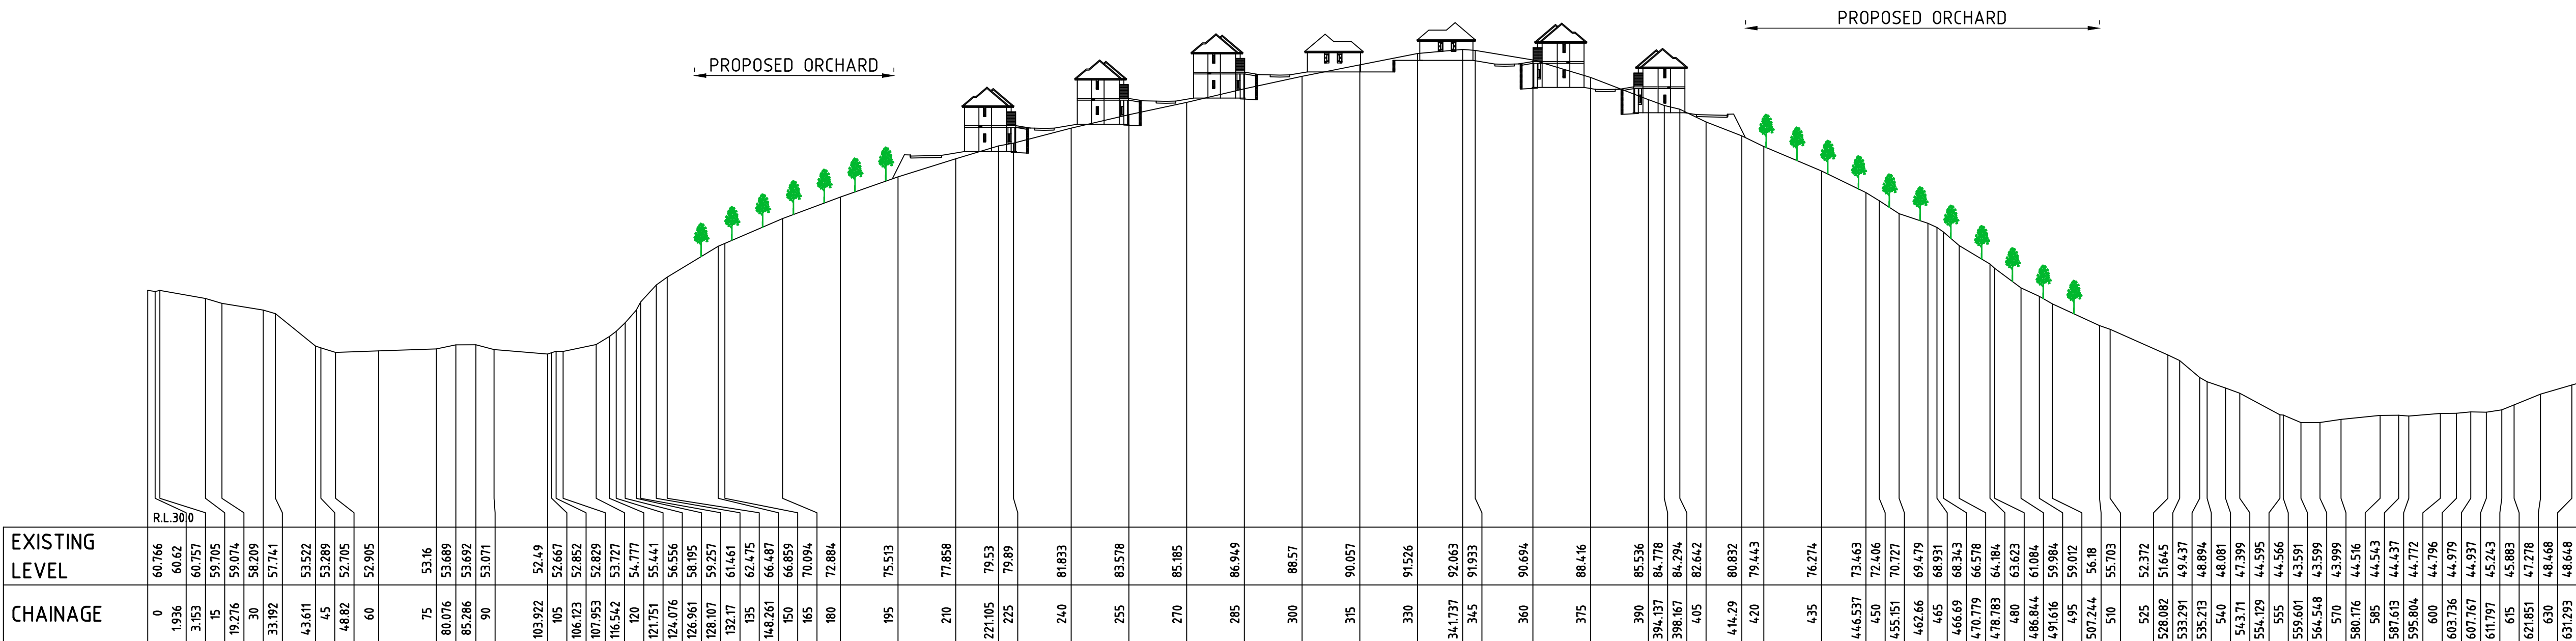 PROPOSED ORCHARD
PROPOSED ORCHARD
R.L.30.0
EXISTING LEVEL 60.766 60.62 60.757 59.705 59.074 58.209 57.741 53.522 53.289 52.705 52.905 53.16 53.689 53.692 53.071 52.49 52.667 52.852 52.829 53.727 54.777 55.441 56.556 58.195 59.257 61.461 62.475 66.487 66.859 70.094 72.884 75.513 77.858 79.53 79.89 81.833 83.578 85.185 86.949 88.57 90.057 91.526 92.063 91.933 90.694 88.416 85.536 84.778 84.294 82.642 80.832 79.443 76.274 73.463 72.406 70.727 69.479 68.931 68.343 66.578 64.184 63.623 61.084 59.984 59.012 56.18 55.703 52.372 51.645 49.437 48.894 48.081 47.399 44.595 44.566 43.591 43.599 43.999 44.516 44.543 44.437 44.772 44.796 44.979 44.937 45.243 45.883 47.278 48.468 48.648
CHAINAGE 0 1.936 3.153 15 19.276 30 33.192 43.611 45 48.82 60 75 80.076 85.286 90 103.922 105 106.123 107.953 116.542 120 121.751 124.076 126.961 128.107 132.17 135 148.261 150 165 180 195 210 221.105 225 240 255 270 285 300 315 330 341.737 345 360 375 390 394.137 398.167 405 414.29 420 435 446.537 450 455.151 462.66 465 466.69 470.779 478.783 480 486.844 491.616 495 507.244 510 525 528.082 533.291 535.213 540 543.71 554.129 555 559.601 564.548 570 580.176 585 587.613 595.804 600 603.736 607.767 611.797 615 621.851 630